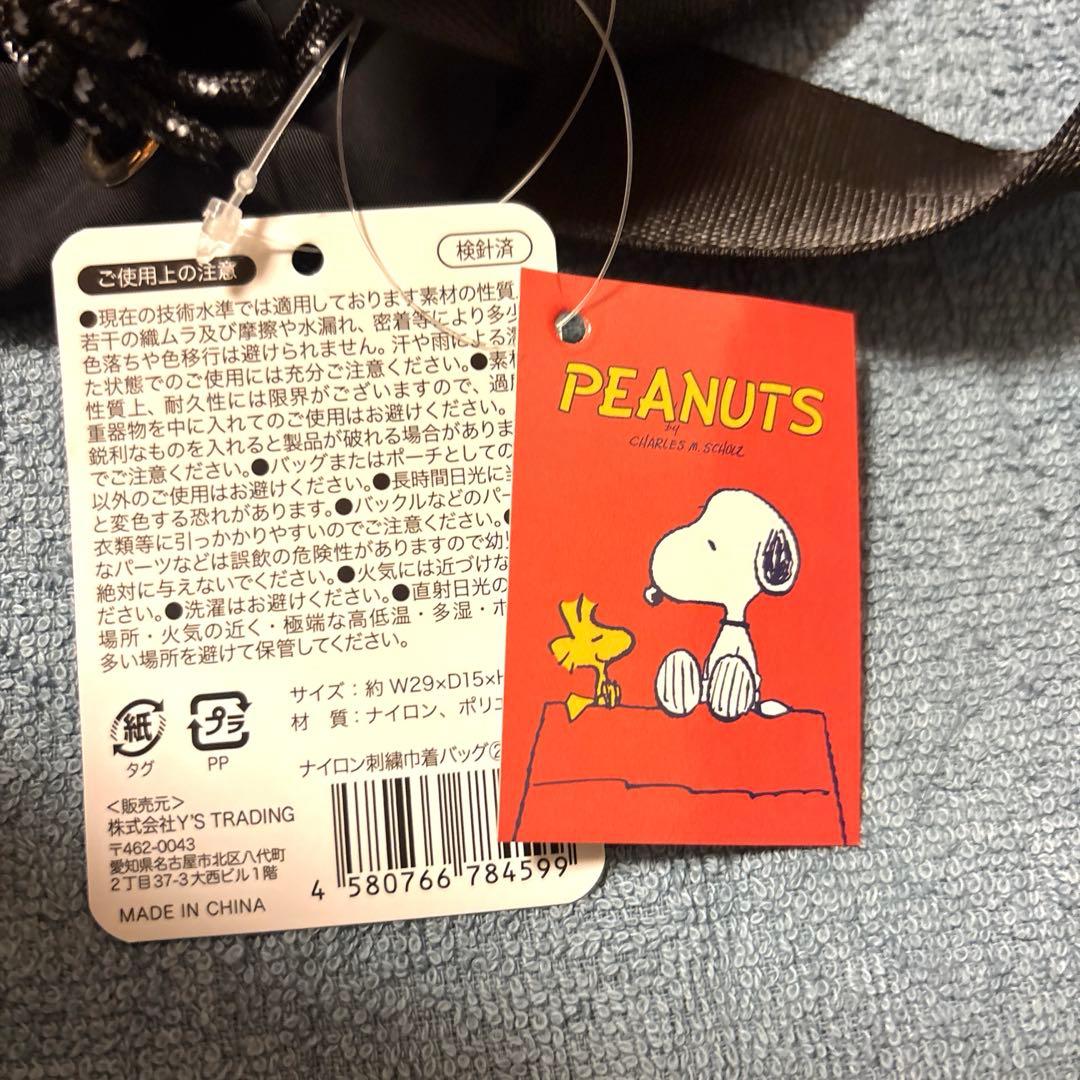 ご使用上の注意
検針済
●現在の技術水準では適用しております素材の性質
若干の織ムラ及び摩擦や水漏れ、密着等により多少
色落ちや色移行は避けられません。汗や雨による
た状態でのご使用には充分ご注意ください。●素
性質上、耐久性には限界がございますので、過
重器物を中に入れてのご使用はお避けください。
鋭利なものを入れると製品が破れる場合がありま
でご注意ください。●バッグまたはポーチとしての
以外のご使用はお避けください。●長時間日光に
と変色する恐れがあります。●バックルなどのパー
衣類等に引っかかりやすいのでご注意ください。●
なパーツなどは誤飲の危険性がありますので幼
絶対に与えないでください。●火気には近づけな
ださい。●洗濯はお避けください。●直射日光の
場所・火気の近く・極端な高低温・多湿・ホ
多い場所を避けて保管してください。
サイズ：約 W29×D15×H
材　質：ナイロン、ポリエ
紙
タグ
プラ
PP
ナイロン刺繍巾着バッグ②
<販売元>
株式会社Y'S TRADING
〒462-0043
愛知県名古屋市北区八代町
2丁目37-3大西ビル1階
MADE IN CHINA
4 580766 784599
PEANUTS
by
CHARLES M. SCHULZ